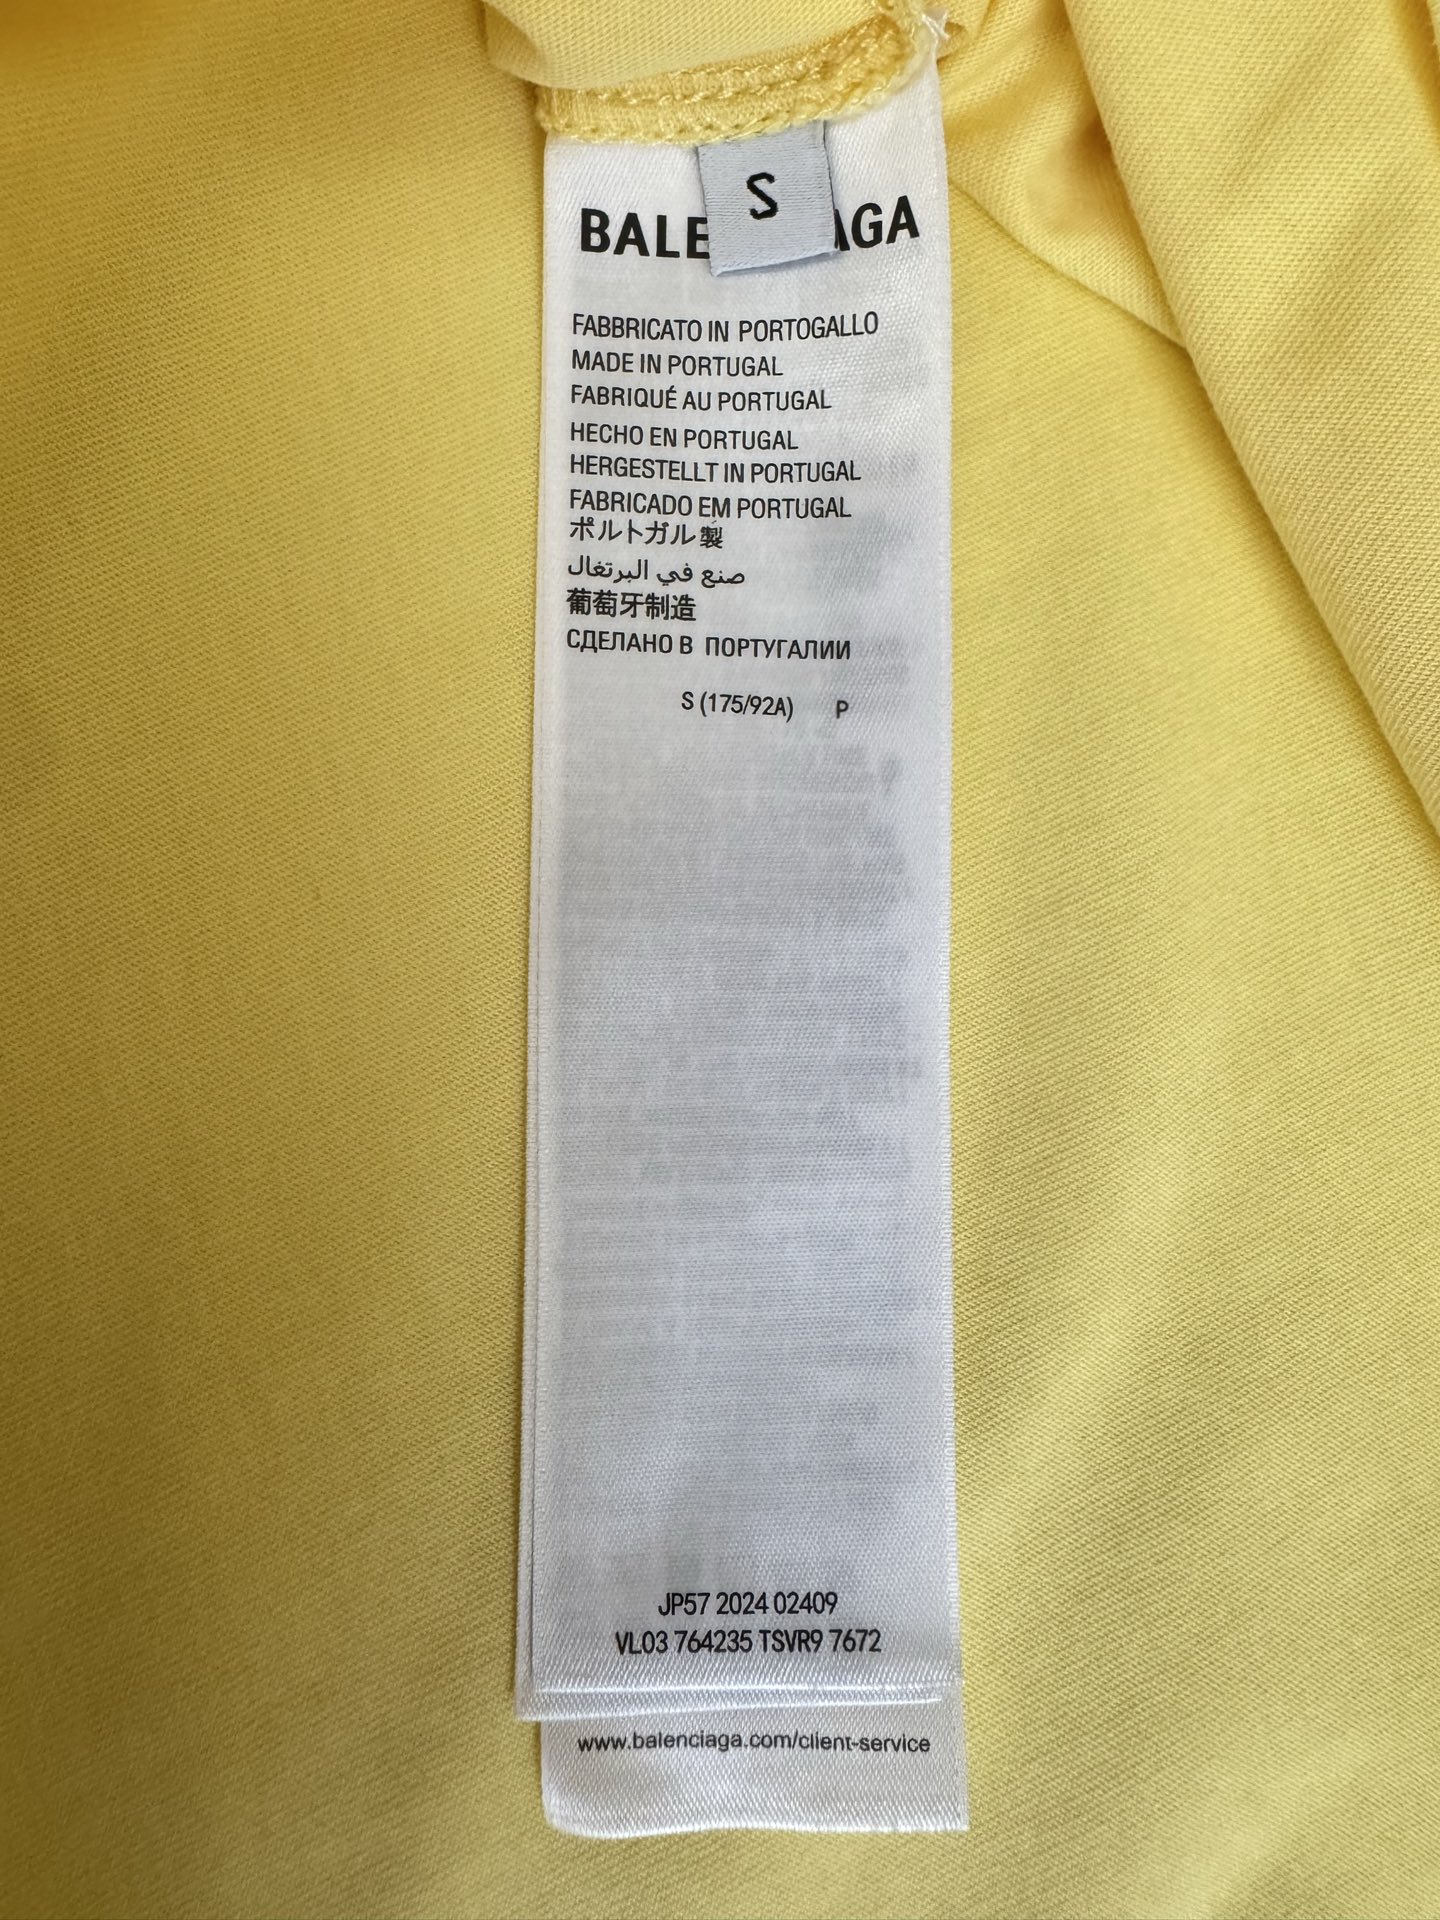 S
BALE AGA
FABBRICATO IN PORTOGALLO
MADE IN PORTUGAL
FABRIQUÉ AU PORTUGAL
HECHO EN PORTUGAL
HERGESTELLT IN PORTUGAL
FABRICADO EM PORTUGAL
ポルトガル製
صنع في البرتغال
葡萄牙制造
СДЕЛАНО В ПОРТУГАЛИИ
S (175/92A) P
JP57 2024 02409
VL03 764235 TSVR9 7672
www.balenciaga.com/client-service